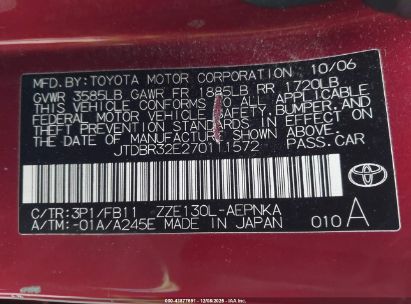 MFD.BY:TOYOTA MOTOR CORPORATION 10/06
GVWR 3585LB GAWR FR 1885LB RR 1720LB
THIS VEHICLE CONFORMS TO ALL APPLICABLE
FEDERAL MOTOR VEHICLE SAFETY,BUMPER,AND
THEFT PREVENTION STANDARDS IN EFFECT ON THE
DATE OF MANUFACTURE SHOWN ABOVE.
JTDBR32E270111572 PASS.CAR
C/TR:3P1/FB11 ZZE130L-AEPNKA
A/TM:-01A/A245E MADE IN JAPAN 010A
TOYOTA